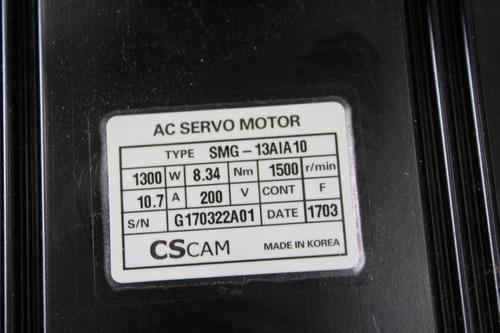 AC SERVO MOTOR
TYPE SMG-13AIA10
1300 W 8.34 Nm 1500 r/min
10.7 A 200 V CONT F
S/N G170322A01 DATE 1703
CSCAM MADE IN KOREA